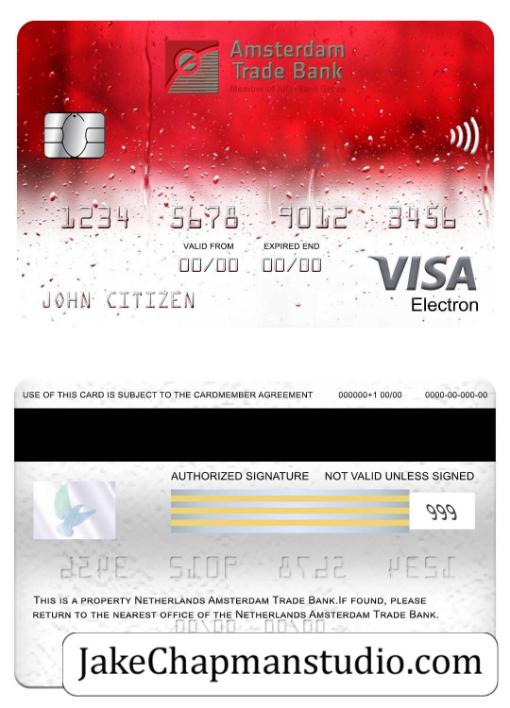 Amsterdam
Trade Bank
Member of Alfa-Bank Group
1234 5678 9012 3456
VALID FROM EXPIRED END
00/00 00/00
JOHN CITIZEN
VISA
Electron
USE OF THIS CARD IS SUBJECT TO THE CARDMEMBER AGREEMENT 000000+1 00/00 0000-00-000-00
AUTHORIZED SIGNATURE NOT VALID UNLESS SIGNED
999
THIS IS A PROPERTY NETHERLANDS AMSTERDAM TRADE BANK.IF FOUND, PLEASE
RETURN TO THE NEAREST OFFICE OF THE NETHERLANDS AMSTERDAM TRADE BANK.
JakeChapmanstudio.com